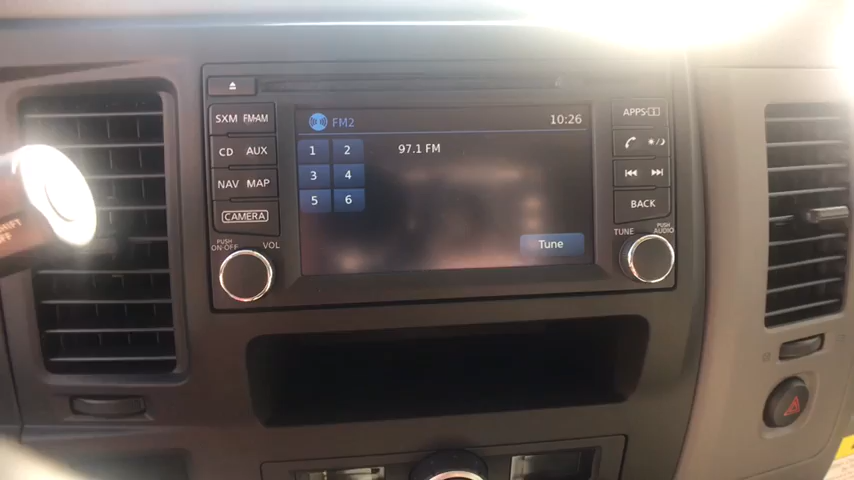 SXM FM·AM
CD AUX
NAV MAP
CAMERA
PUSH
ON·OFF
VOL
FM2 10:26
1 2 97.1 FM
3 4
5 6
Tune
APPS
BACK
TUNE
PUSH
AUDIO
SHIFT